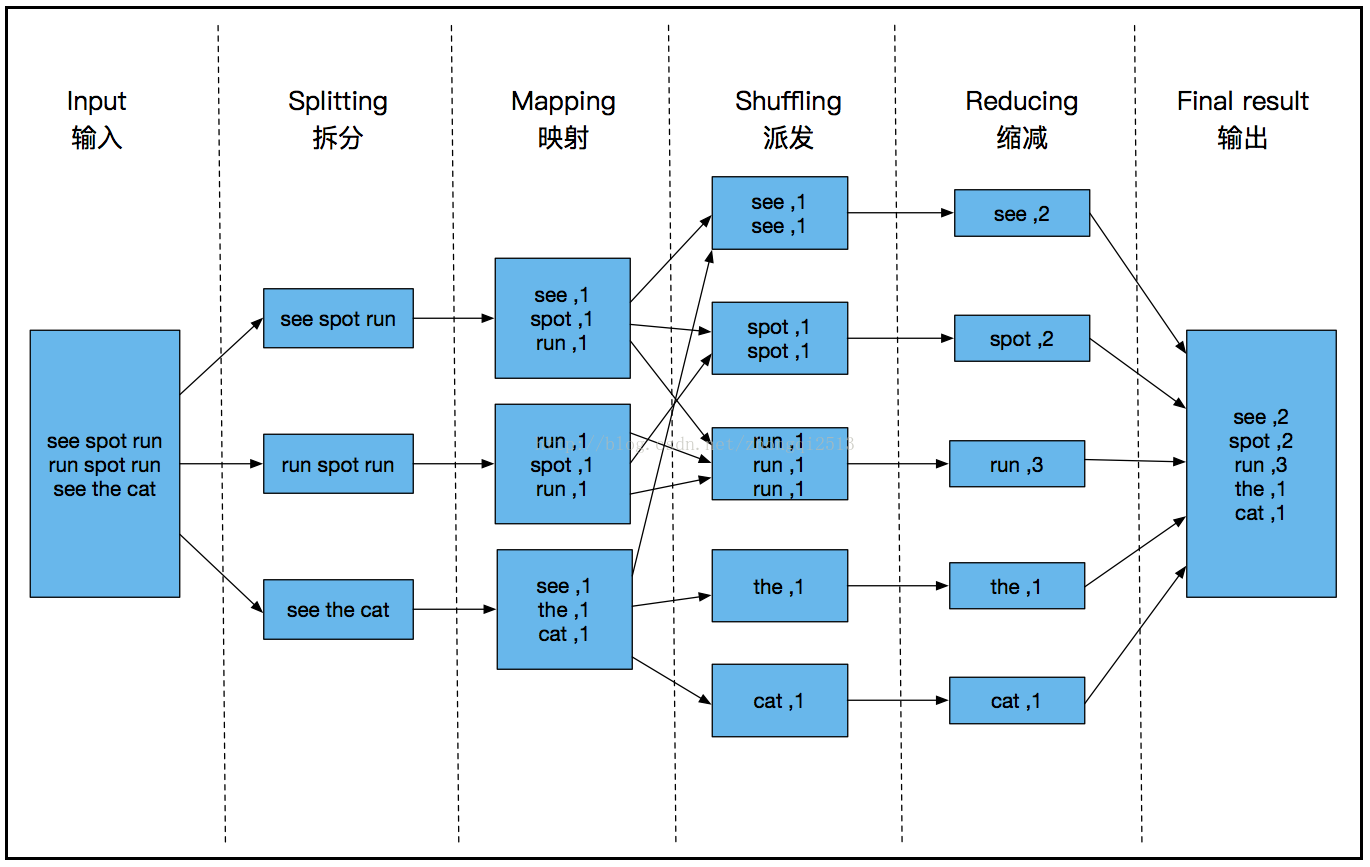 Input
输入
Splitting
拆分
Mapping
映射
Shuffling
派发
Reducing
缩减
Final result
输出
see spot run
run spot run
see the cat
see spot run
run spot run
see the cat
see ,1
spot ,1
run ,1
run ,1
spot ,1
run ,1
see ,1
the ,1
cat ,1
see ,1
see ,1
spot ,1
spot ,1
run ,1
run ,1
run ,1
the ,1
cat ,1
see ,2
spot ,2
run ,3
the ,1
cat ,1
see ,2
spot ,2
run ,3
the ,1
cat ,1